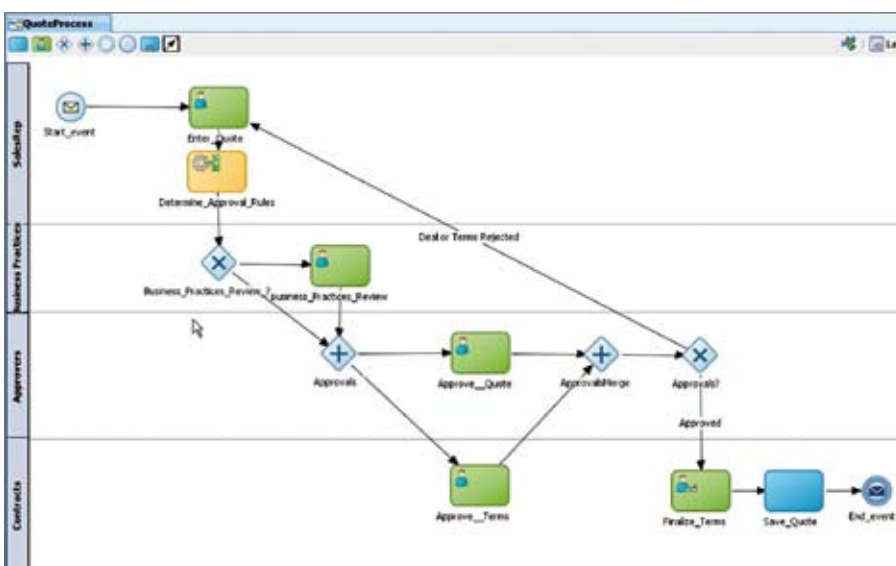 QuoteProcess
La
SalesRep
Start_event
Enter_Quote
Determine_Approval_Rules
Business Practices
Deal or Terms Rejected
Business_Practices_Review_?
Business_Practices_Review
Approvers
Approvals
Approve__Quote
ApprovalsMerge
Approvals?
Approved
Contracts
Approve__Terms
Finalize_Terms
Save_Quote
End_event